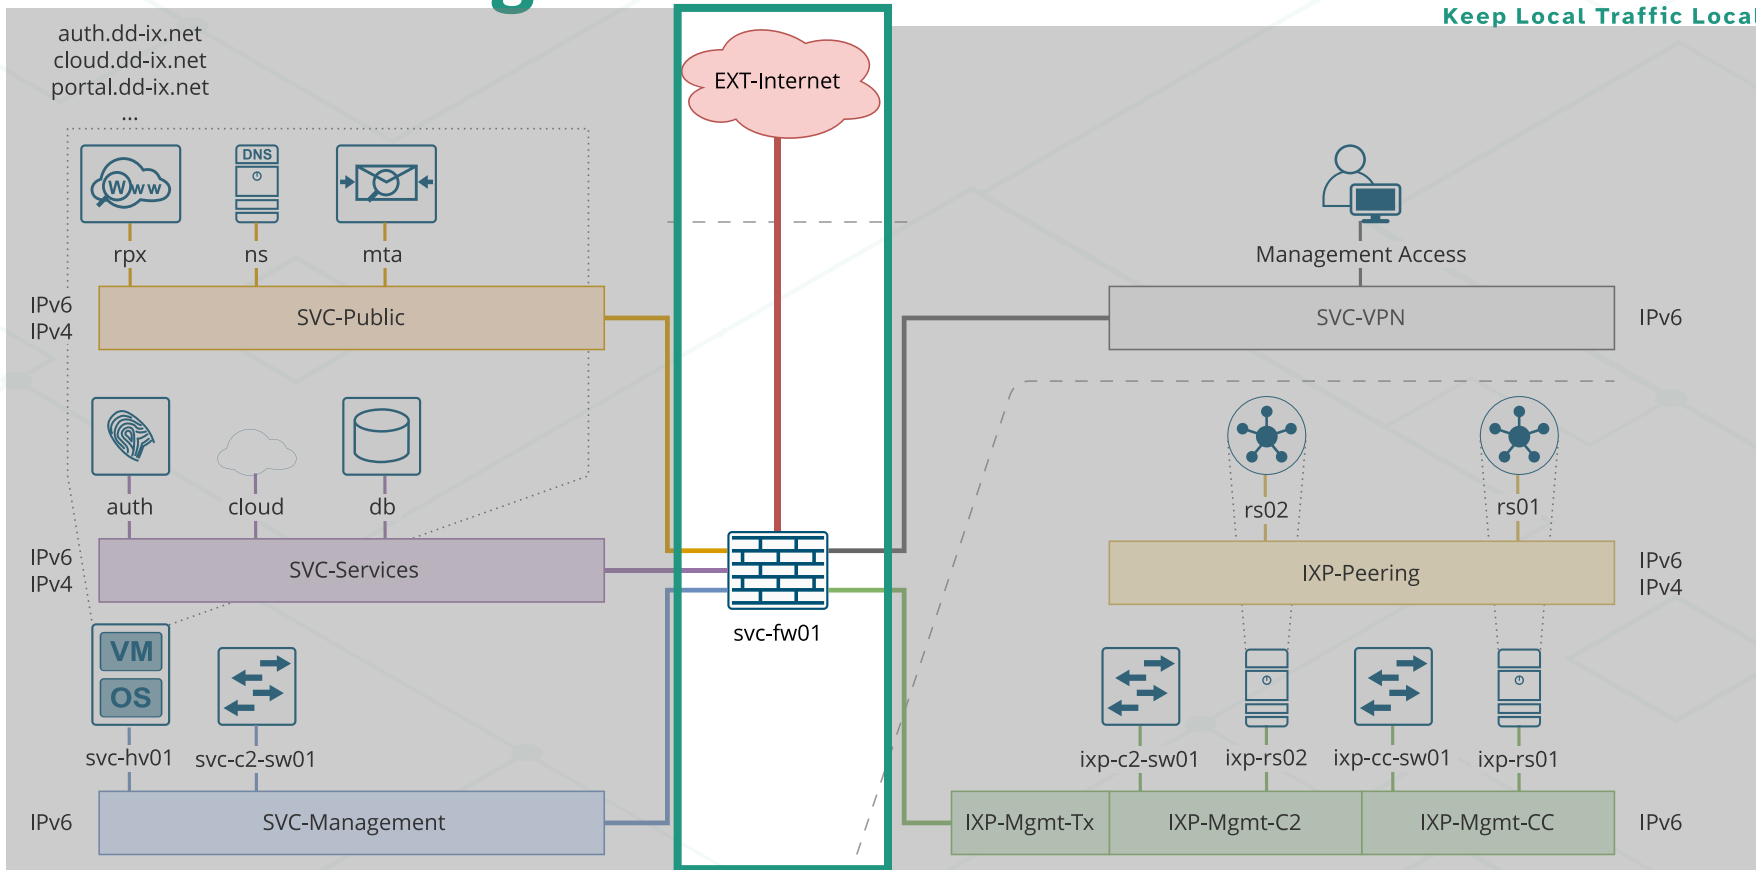 g
Keep Local Traffic Local
auth.dd-ix.net
cloud.dd-ix.net
portal.dd-ix.net
...
EXT-Internet
DNS
Www
rpx
ns
mta
Management Access
IPv6
IPv4
SVC-Public
SVC-VPN
IPv6
auth
cloud
db
rs02
rs01
IPv6
IPv4
SVC-Services
IXP-Peering
IPv6
IPv4
svc-fw01
VM
OS
svc-hv01
svc-c2-sw01
ixp-c2-sw01
ixp-rs02
ixp-cc-sw01
ixp-rs01
IPv6
SVC-Management
IXP-Mgmt-Tx
IXP-Mgmt-C2
IXP-Mgmt-CC
IPv6